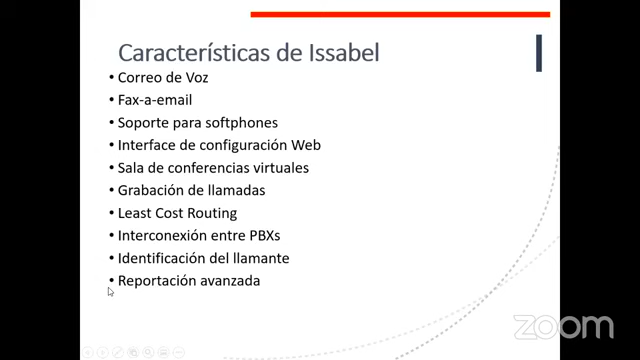 Características de Issabel
• Correo de Voz
• Fax-a-email
• Soporte para softphones
• Interface de configuración Web
• Sala de conferencias virtuales
• Grabación de llamadas
• Least Cost Routing
• Interconexión entre PBXs
• Identificación del llamante
• Reportación avanzada
zoom